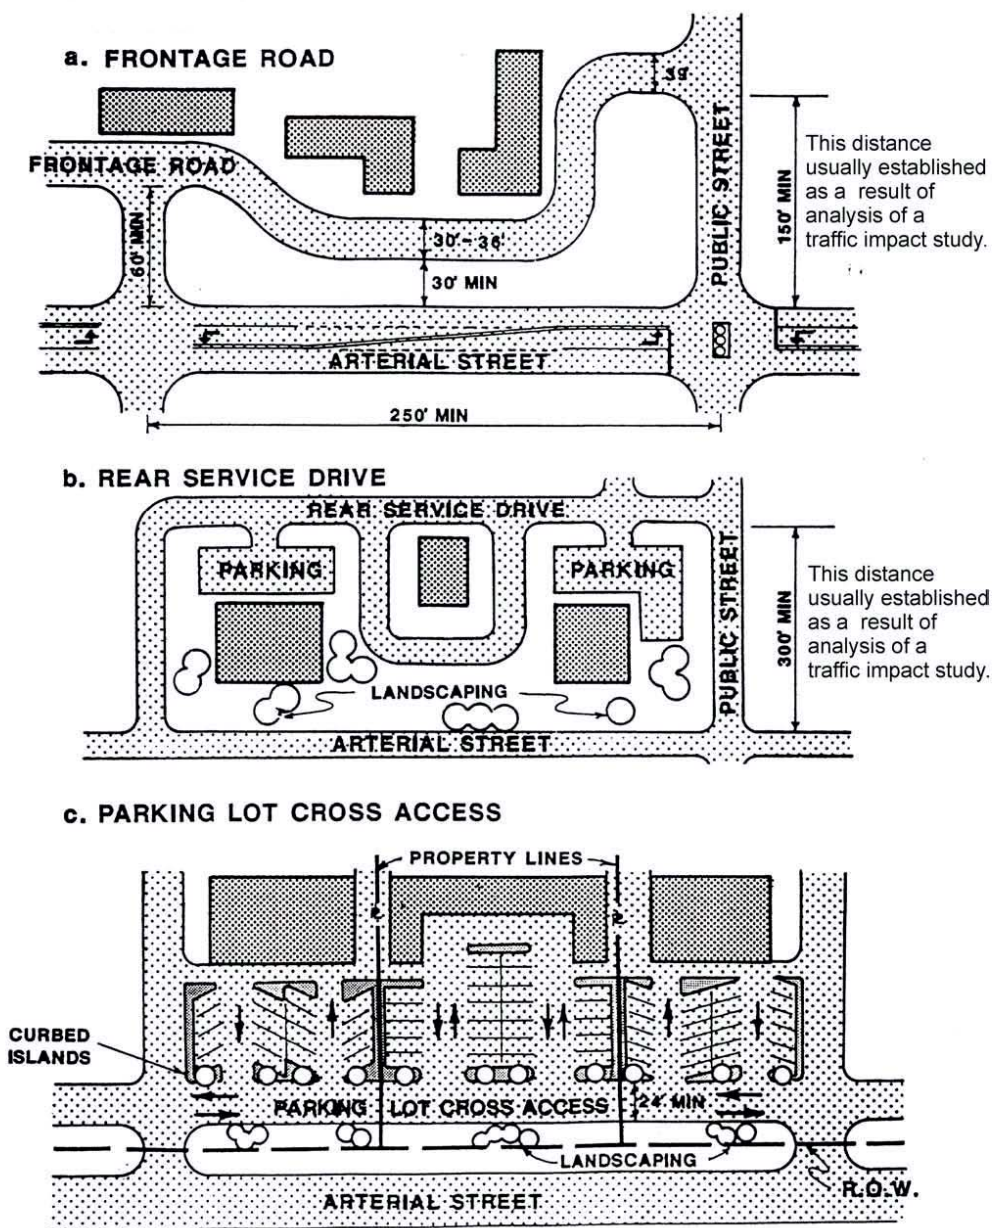 a. FRONTAGE ROAD
39'
FRONTAGE ROAD
60' MIN
30'-36'
30' MIN
PUBLIC STREET
150' MIN
This distance
usually established
as a result of
analysis of a
traffic impact study.
ARTERIAL STREET
250' MIN
b. REAR SERVICE DRIVE
REAR SERVICE DRIVE
PARKING
PARKING
PUBLIC STREET
300' MIN
This distance
usually established
as a result of
analysis of a
traffic impact study.
LANDSCAPING
ARTERIAL STREET
c. PARKING LOT CROSS ACCESS
PROPERTY LINES
CURBED
ISLANDS
PARKING LOT CROSS ACCESS
24' MIN
LANDSCAPING
R.O.W.
ARTERIAL STREET